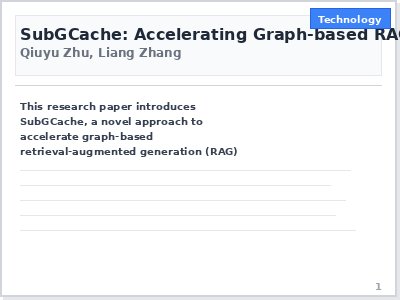 Technology
SubGCache: Accelerating Graph-based RA
Qiuyu Zhu, Liang Zhang
This research paper introduces
SubGCache, a novel approach to
accelerate graph-based
retrieval-augmented generation (RAG)
1